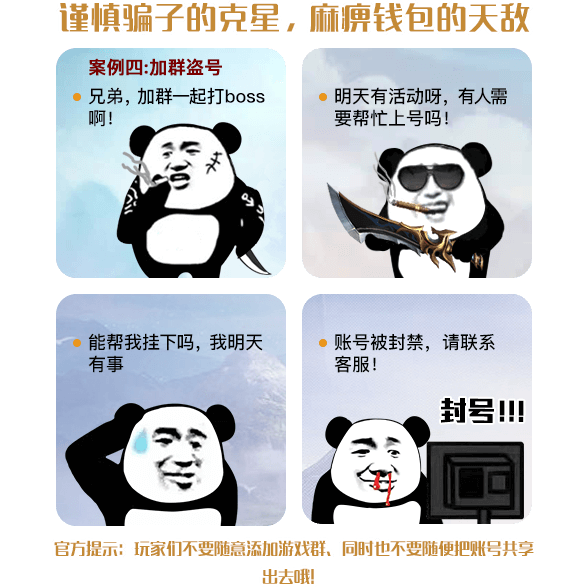 谨慎骗子的克星，麻痹钱包的天敌
案例四:加群盗号
兄弟，加群一起打boss
啊！
明天有活动呀，有人需
要帮忙上号吗！
能帮我挂下吗，我明天
有事
账号被封禁，请联系
客服！
封号!!!
官方提示：玩家们不要随意添加游戏群、同时也不要随便把账号共享
出去哦!